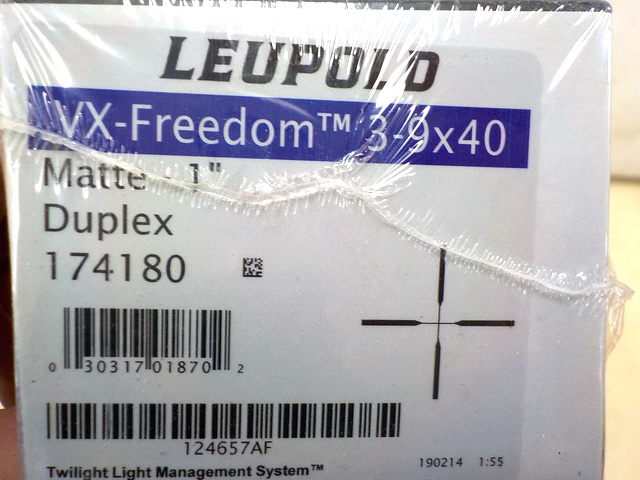 LEUPOLD
VX-Freedom™ 3-9x40
Matte - 1"
Duplex
174180
0 30317 01870 2
124657AF
190214 1:55
Twilight Light Management System™